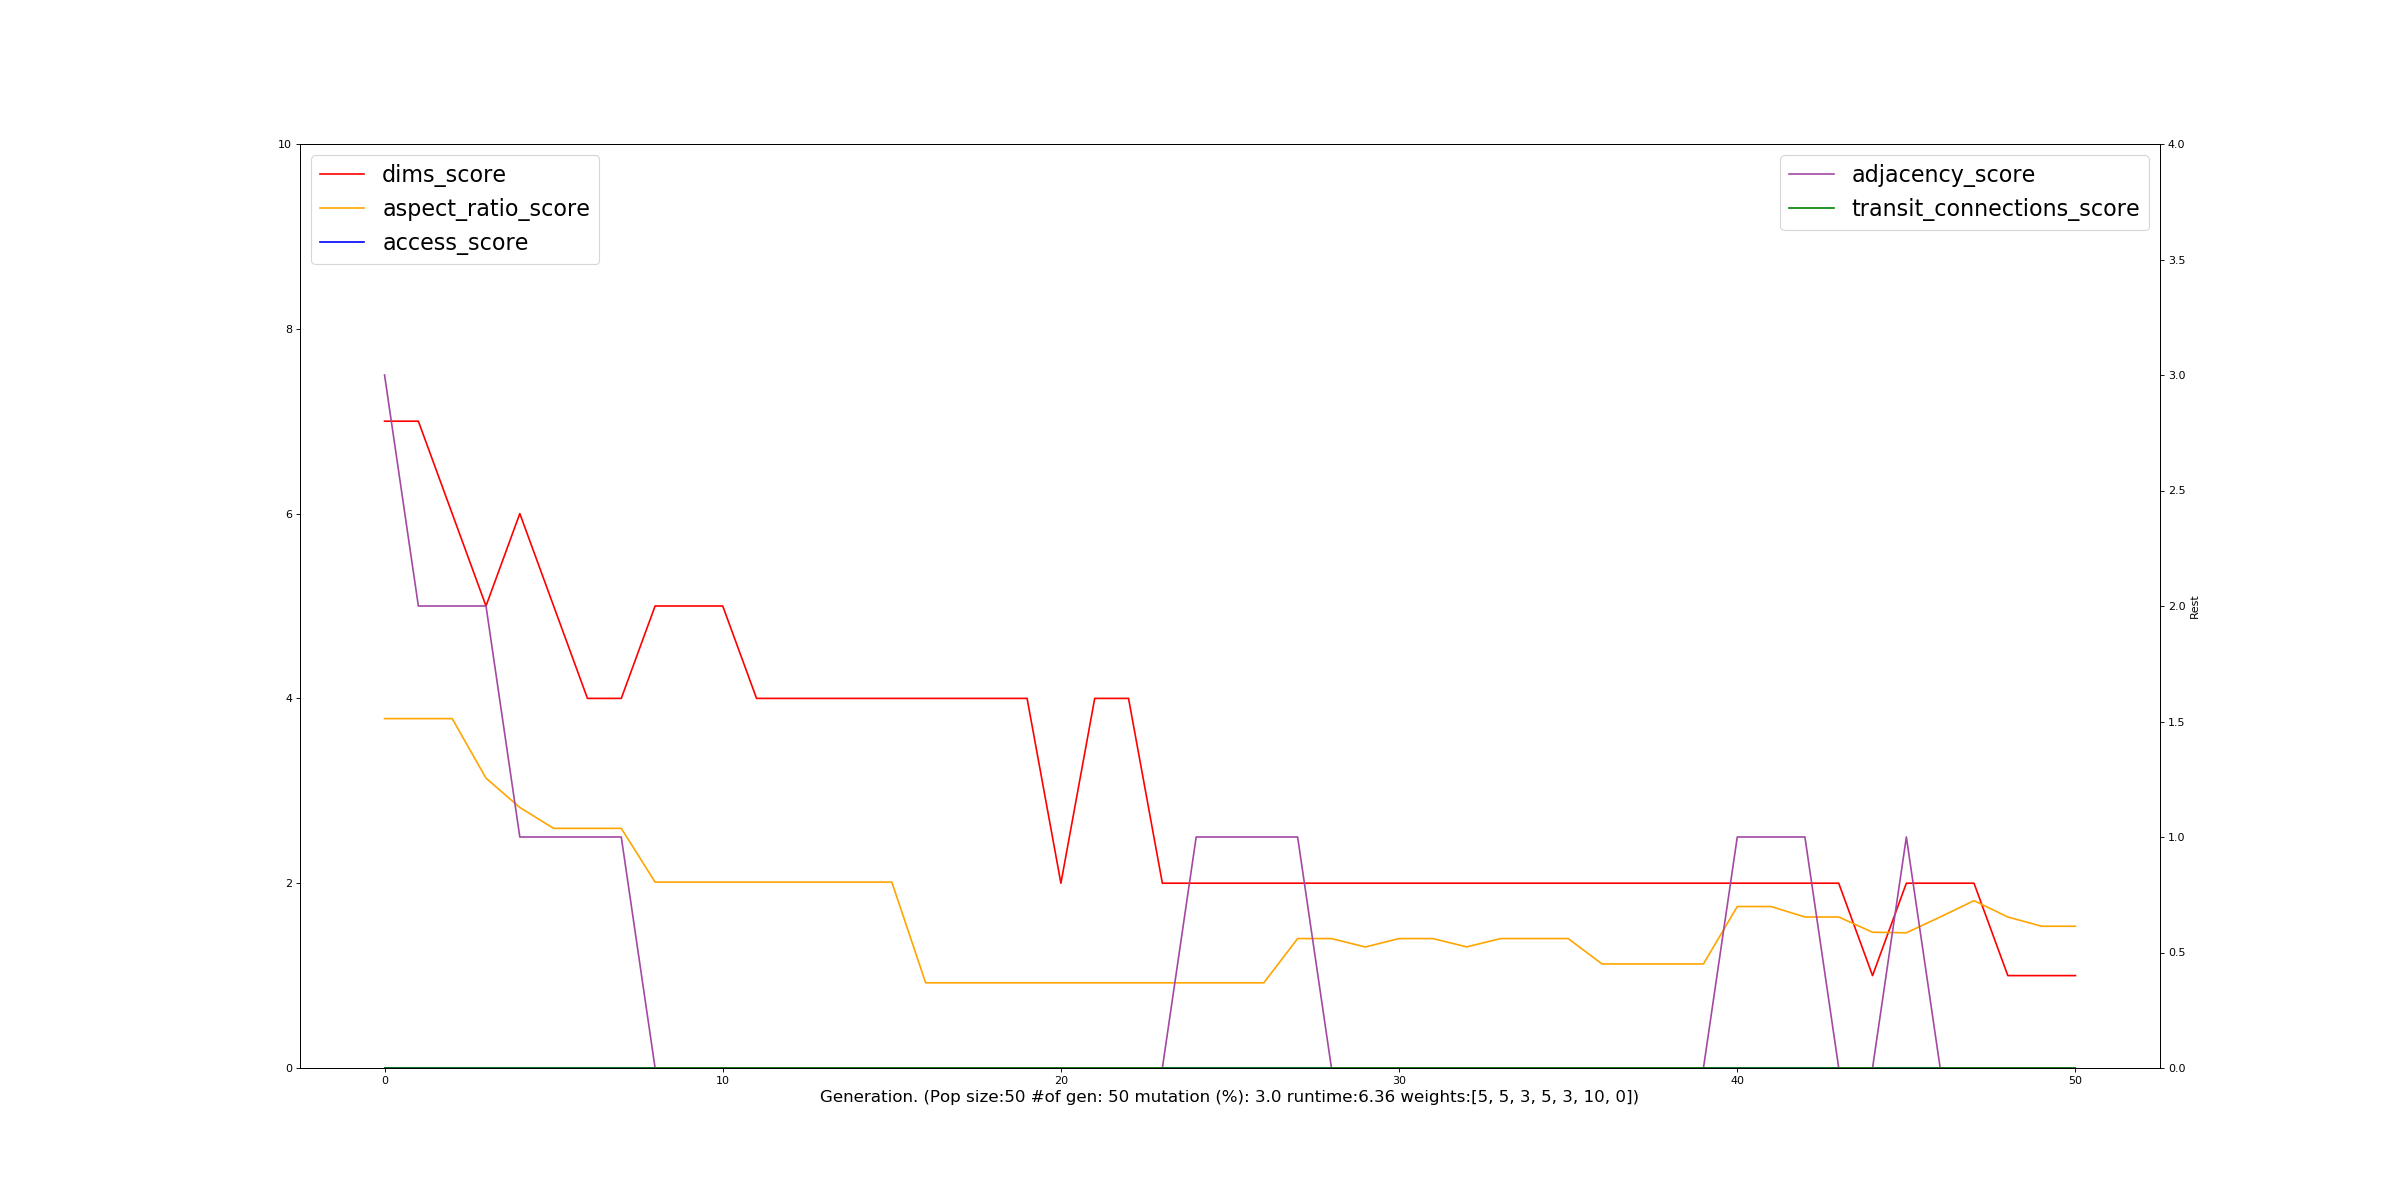 10
8
6
4
2
0
dims_score
aspect_ratio_score
access_score
adjacency_score
transit_connections_score
4.0
3.5
3.0
2.5
2.0
1.5
1.0
0.5
0.0
Rest
0 10 20 30 40 50
Generation. (Pop size:50 #of gen: 50 mutation (%): 3.0 runtime:6.36 weights:[5, 5, 3, 5, 3, 10, 0])